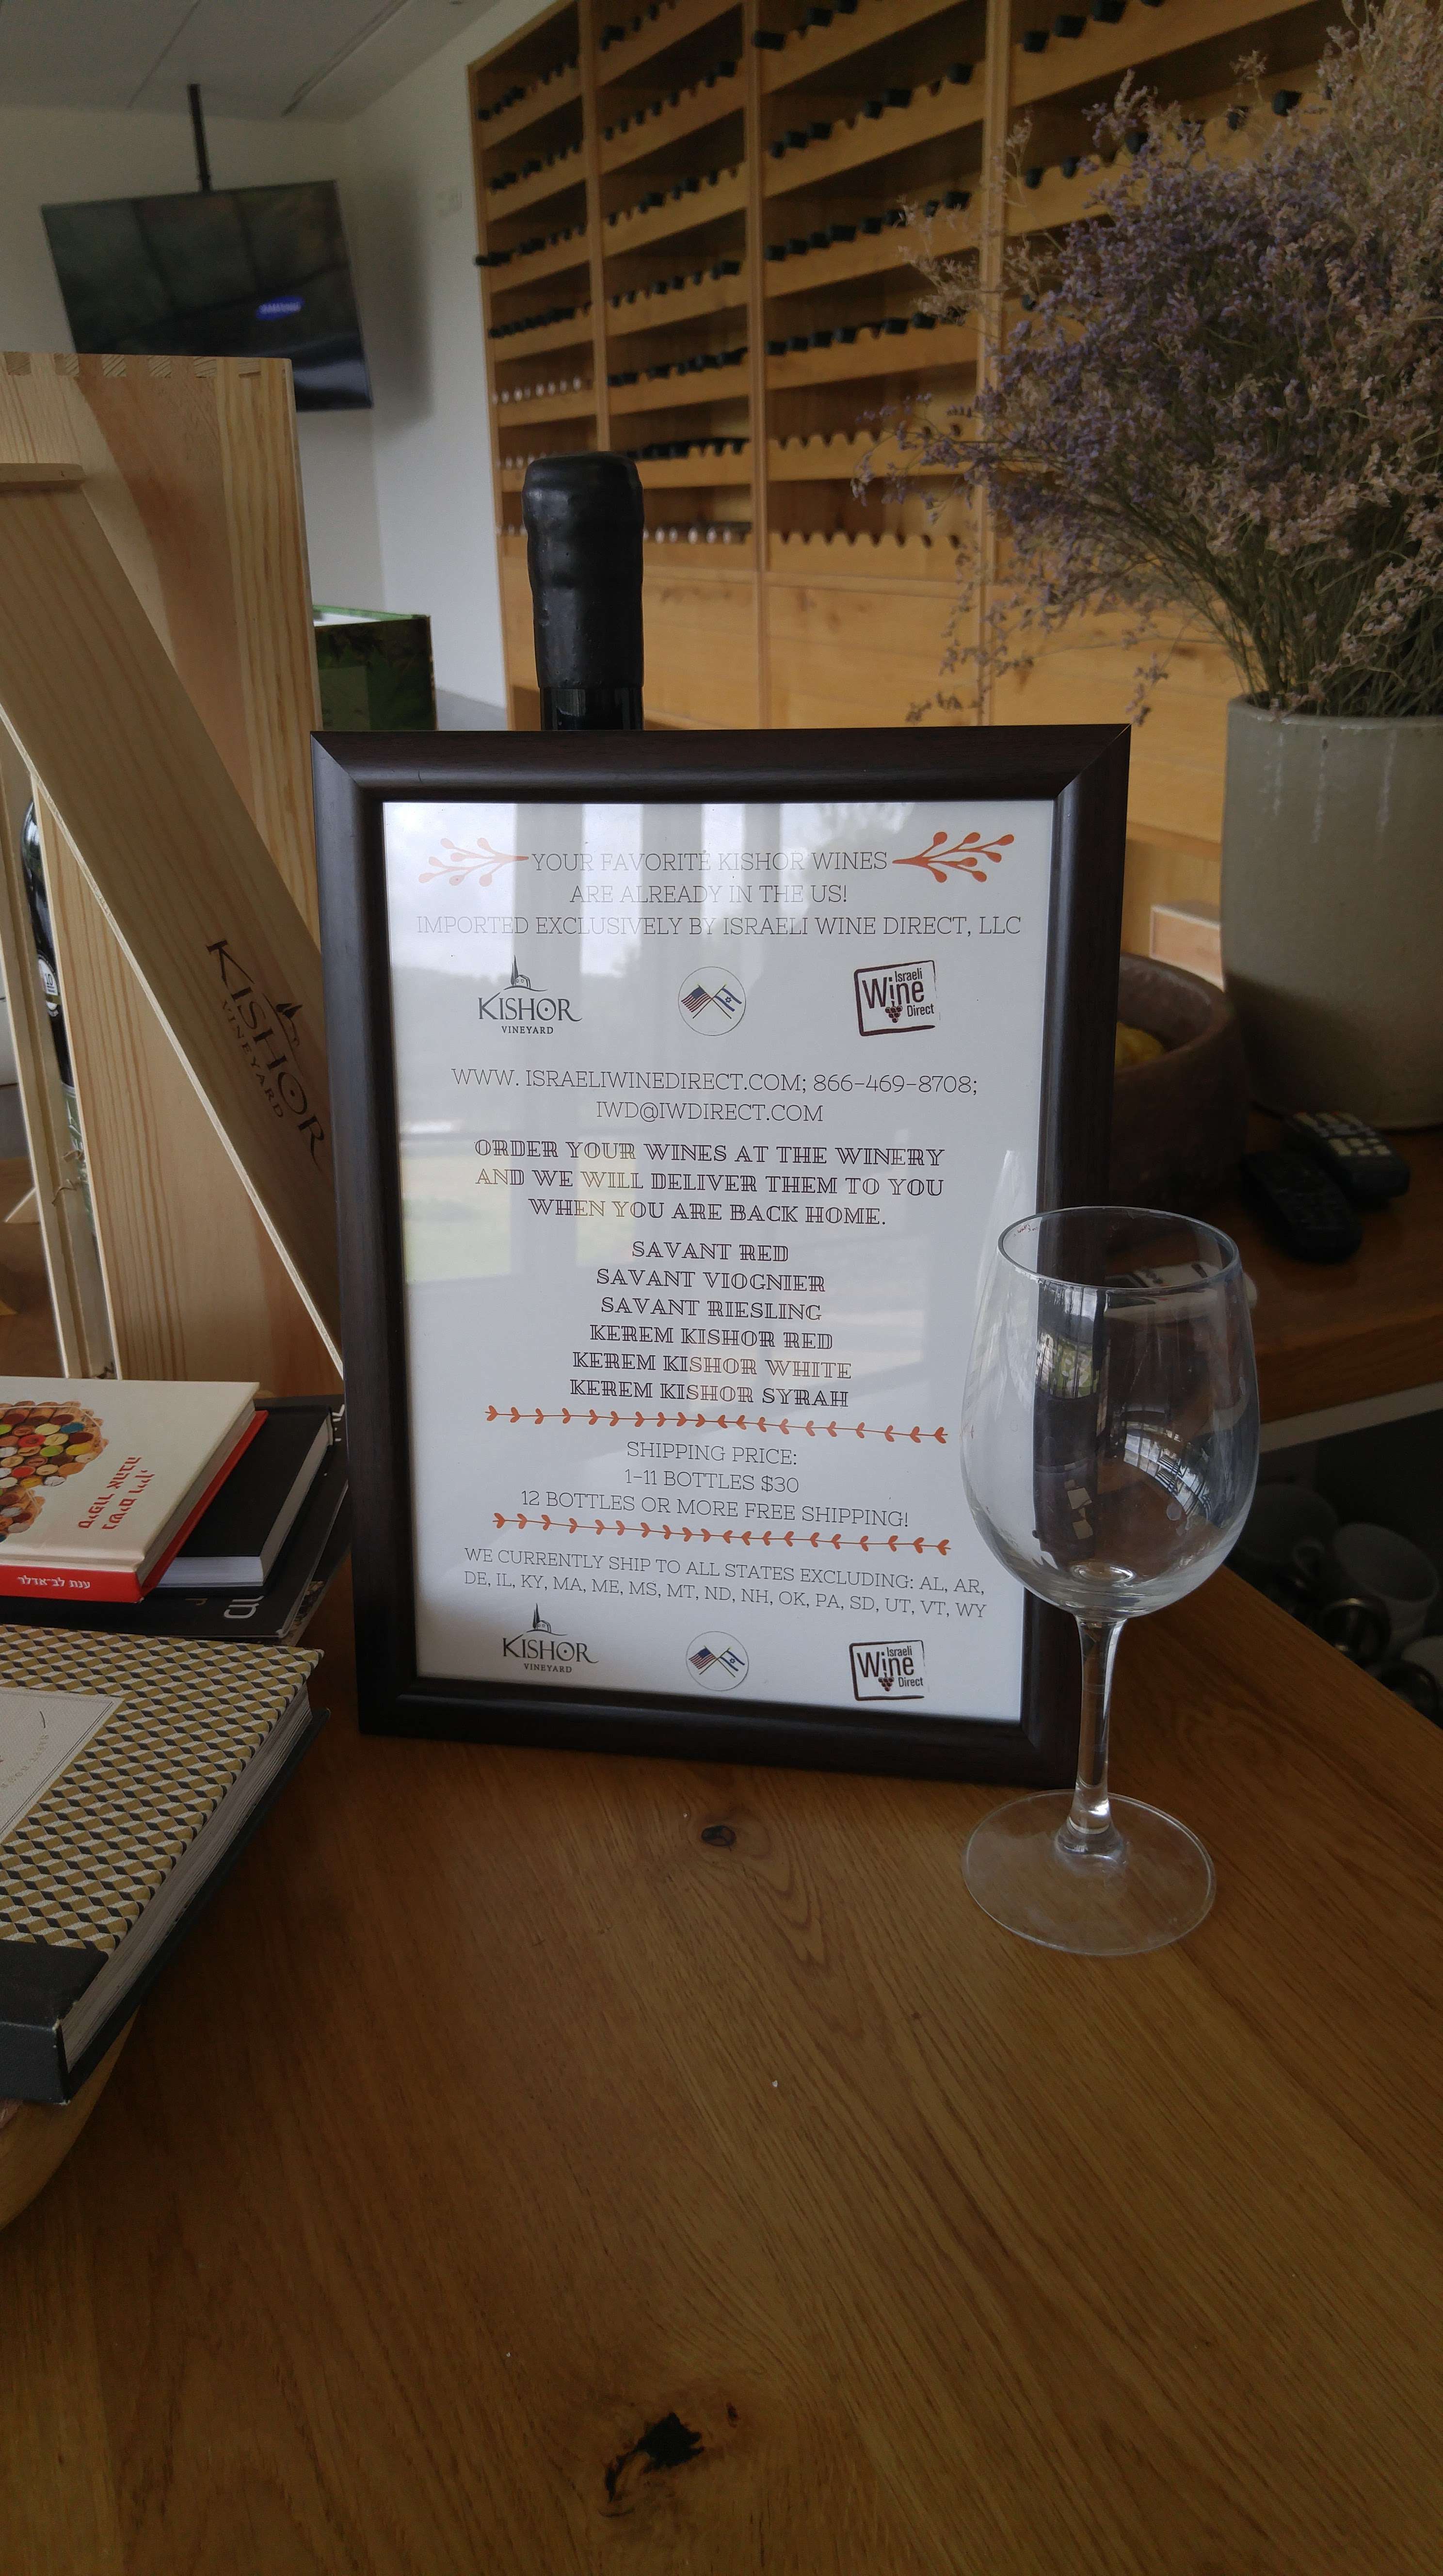 YOUR FAVORITE KISHOR WINES
ARE ALREADY IN THE US!
IMPORTED EXCLUSIVELY BY ISRAELI WINE DIRECT, LLC
KISHOR
VINEYARD
Israeli
Wine
Direct
WWW. ISRAELIWINEDIRECT.COM; 866-469-8708;
IWD@IWDIRECT.COM
ORDER YOUR WINES AT THE WINERY
AND WE WILL DELIVER THEM TO YOU
WHEN YOU ARE BACK HOME.
SAVANT RED
SAVANT VIOGNIER
SAVANT RIESLING
KEREM KISHOR RED
KEREM KISHOR WHITE
KEREM KISHOR SYRAH
SHIPPING PRICE:
1-11 BOTTLES $30
12 BOTTLES OR MORE FREE SHIPPING!
WE CURRENTLY SHIP TO ALL STATES EXCLUDING: AL, AR,
DE, IL, KY, MA, ME, MS, MT, ND, NH, OK, PA, SD, UT, VT, WY
KISHOR
VINEYARD
Israeli
Wine
Direct
KISHOR
VINEYARD
ענת לב־אדלר